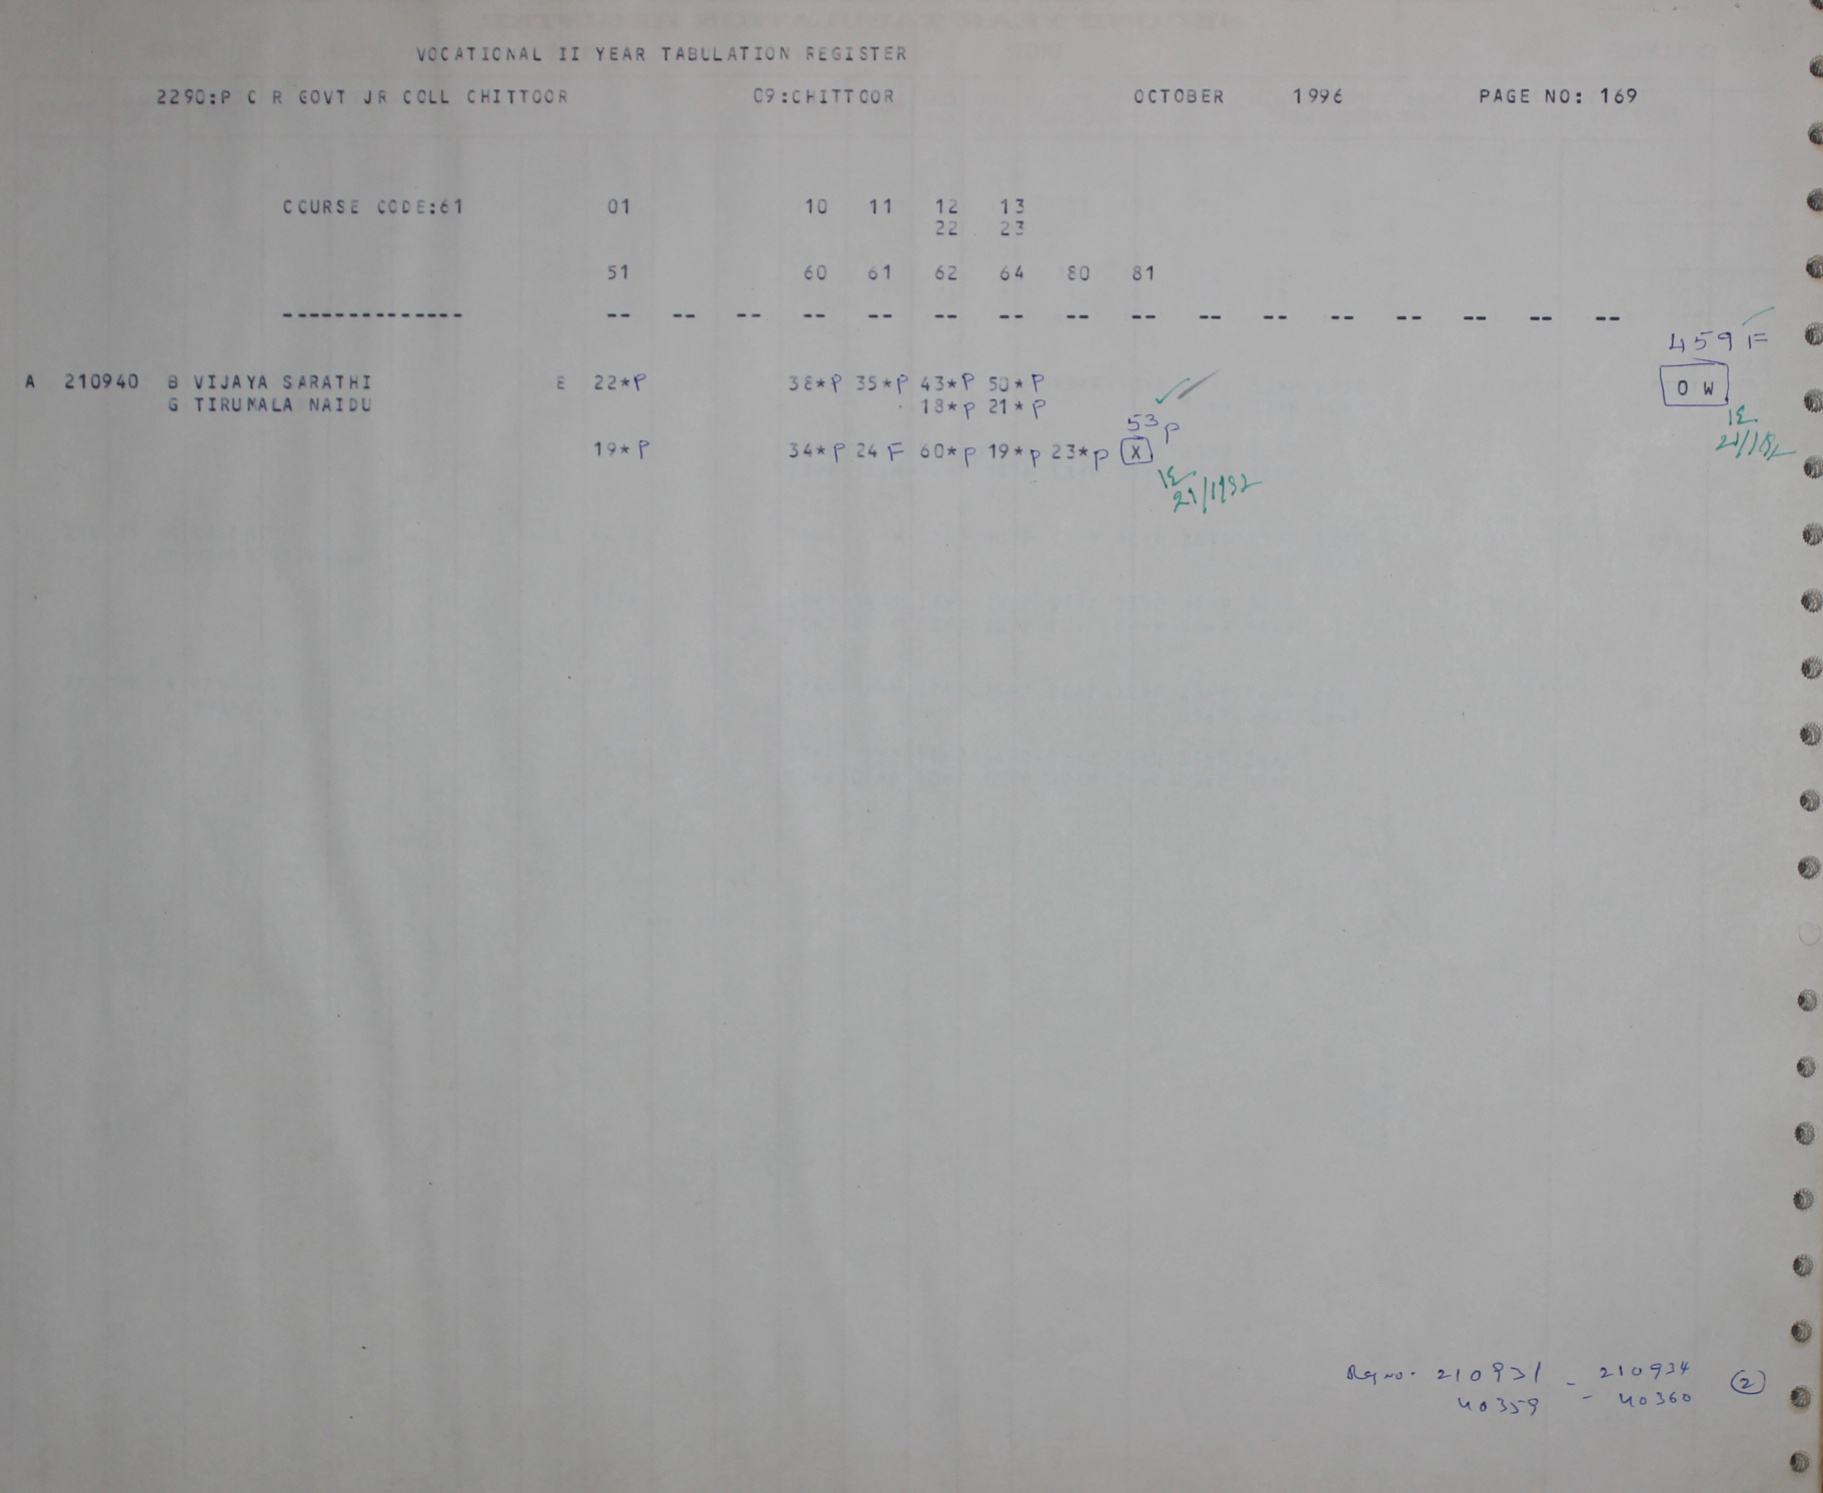 VOCATIONAL II YEAR TABULATION REGISTER
2290:P C R GOVT JR COLL CHITTOOR 09:CHITTOOR OCTOBER 1996 PAGE NO: 169
COURSE CODE:61 01 10 11 12 13
22 23
51 60 61 62 64 80 81
-------------- -- -- -- -- -- -- -- -- -- -- -- -- -- -- -- --
459 F
A 210940 B VIJAYA SARATHI E 22*P 38*P 35*P 43*P 50*P O W
G TIRUMALA NAIDU 18*P 21*P
53 P
19*P 34*P 24 F 60*P 19*P 23*P X
Reg no. 210931 - 210934 2
40359 - 40360